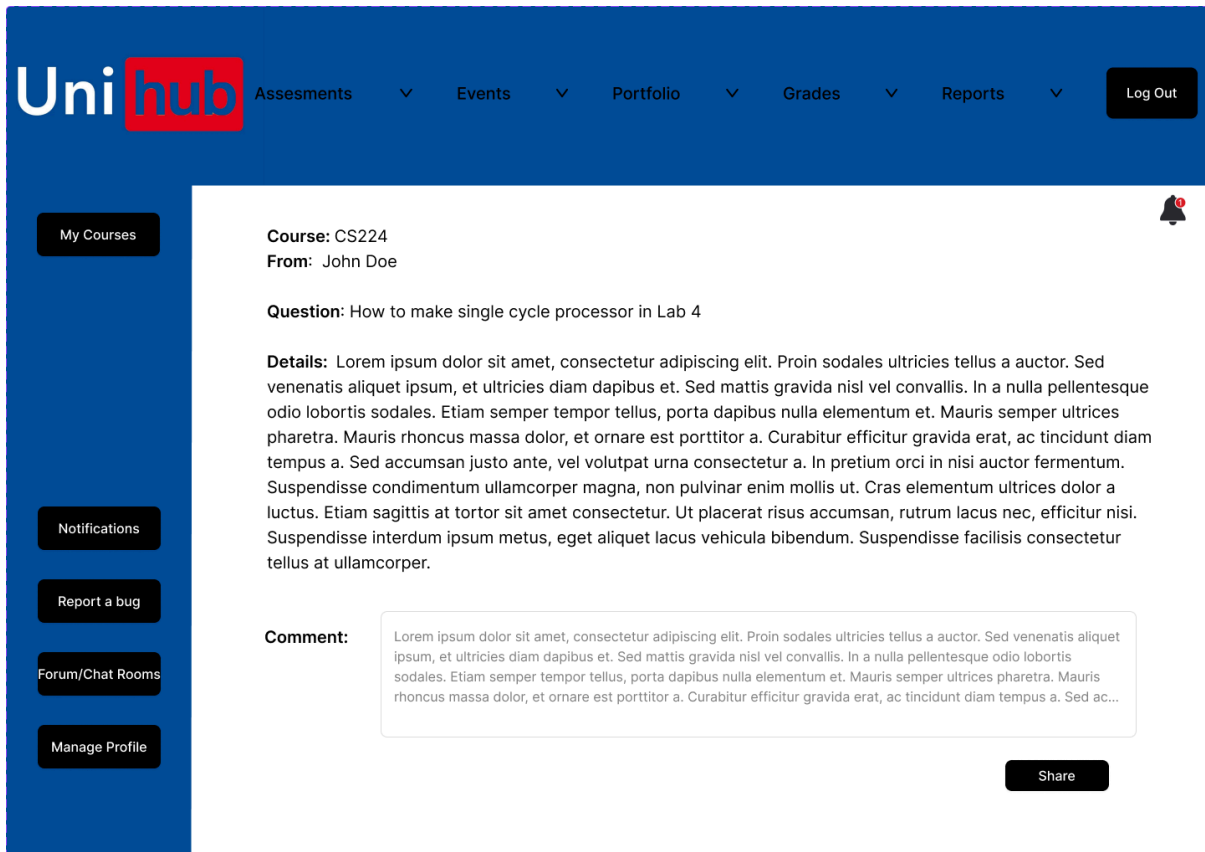 Uni hub
Assesments Events Portfolio Grades Reports Log Out
1
My Courses
Course: CS224
From: John Doe
Question: How to make single cycle processor in Lab 4
Details: Lorem ipsum dolor sit amet, consectetur adipiscing elit. Proin sodales ultricies tellus a auctor. Sed
venenatis aliquet ipsum, et ultricies diam dapibus et. Sed mattis gravida nisl vel convallis. In a nulla pellentesque
odio lobortis sodales. Etiam semper tempor tellus, porta dapibus nulla elementum et. Mauris semper ultrices
pharetra. Mauris rhoncus massa dolor, et ornare est porttitor a. Curabitur efficitur gravida erat, ac tincidunt diam
tempus a. Sed accumsan justo ante, vel volutpat urna consectetur a. In pretium orci in nisi auctor fermentum.
Suspendisse condimentum ullamcorper magna, non pulvinar enim mollis ut. Cras elementum ultrices dolor a
luctus. Etiam sagittis at tortor sit amet consectetur. Ut placerat risus accumsan, rutrum lacus nec, efficitur nisi.
Suspendisse interdum ipsum metus, eget aliquet lacus vehicula bibendum. Suspendisse facilisis consectetur
tellus at ullamcorper.
Notifications
Report a bug
Forum/Chat Rooms
Manage Profile
Comment:
Lorem ipsum dolor sit amet, consectetur adipiscing elit. Proin sodales ultricies tellus a auctor. Sed venenatis aliquet
ipsum, et ultricies diam dapibus et. Sed mattis gravida nisl vel convallis. In a nulla pellentesque odio lobortis
sodales. Etiam semper tempor tellus, porta dapibus nulla elementum et. Mauris semper ultrices pharetra. Mauris
rhoncus massa dolor, et ornare est porttitor a. Curabitur efficitur gravida erat, ac tincidunt diam tempus a. Sed ac...
Share